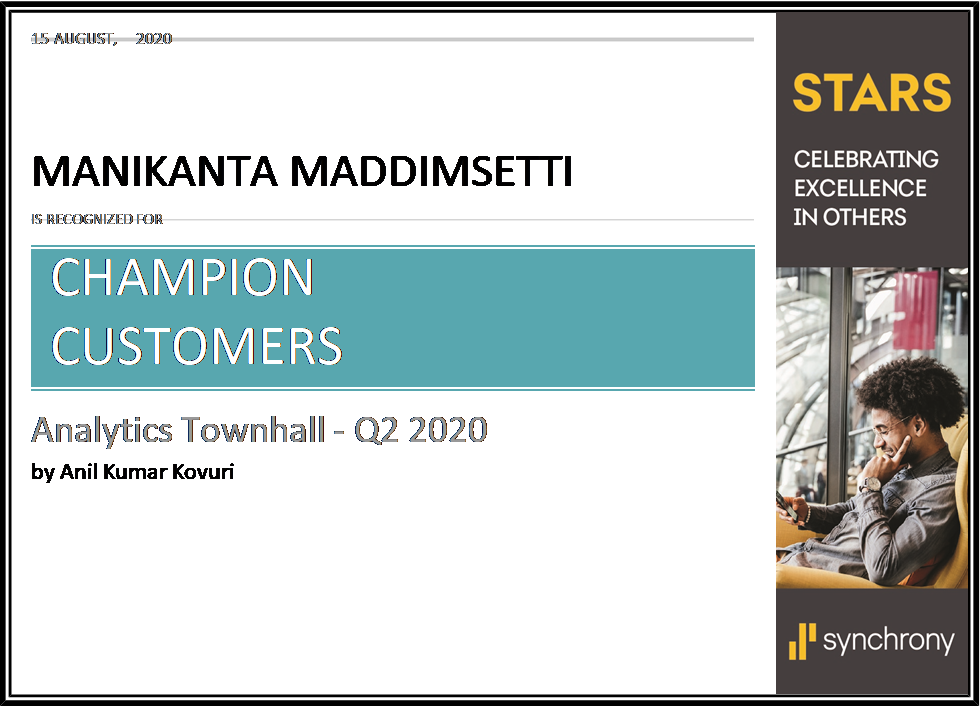 15 AUGUST, 2020
MANIKANTA MADDIMSETTI
IS RECOGNIZED FOR
CHAMPION
CUSTOMERS
Analytics Townhall - Q2 2020
by Anil Kumar Kovuri
STARS
CELEBRATING
EXCELLENCE
IN OTHERS
synchrony